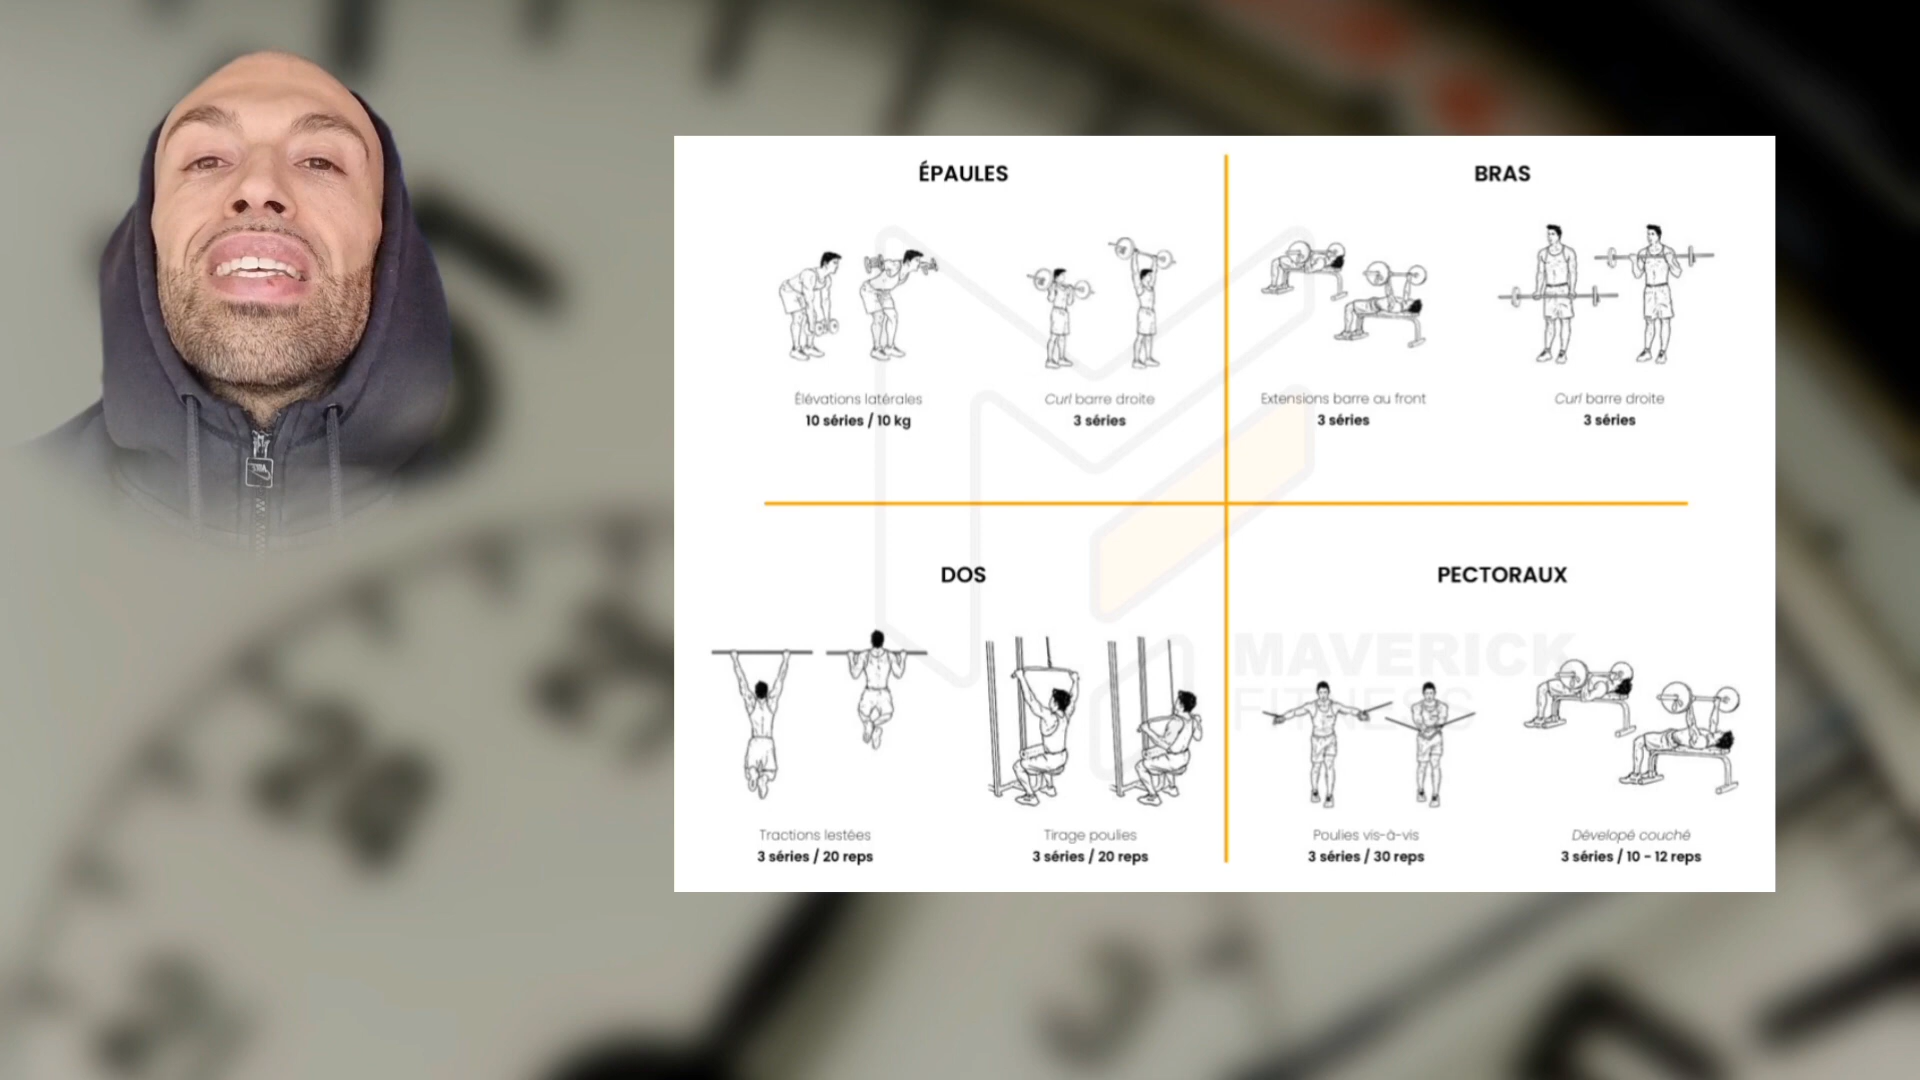 ÉPAULES
Élévations latérales
10 séries / 10 kg
Curl barre droite
3 séries
BRAS
Extensions barre au front
3 séries
Curl barre droite
3 séries
DOS
Tractions lestées
3 séries / 20 reps
Tirage poulies
3 séries / 20 reps
PECTORAUX
Poulies vis-à-vis
3 séries / 30 reps
Dévelopé couché
3 séries / 10 - 12 reps
MAVERICK
FITNESS